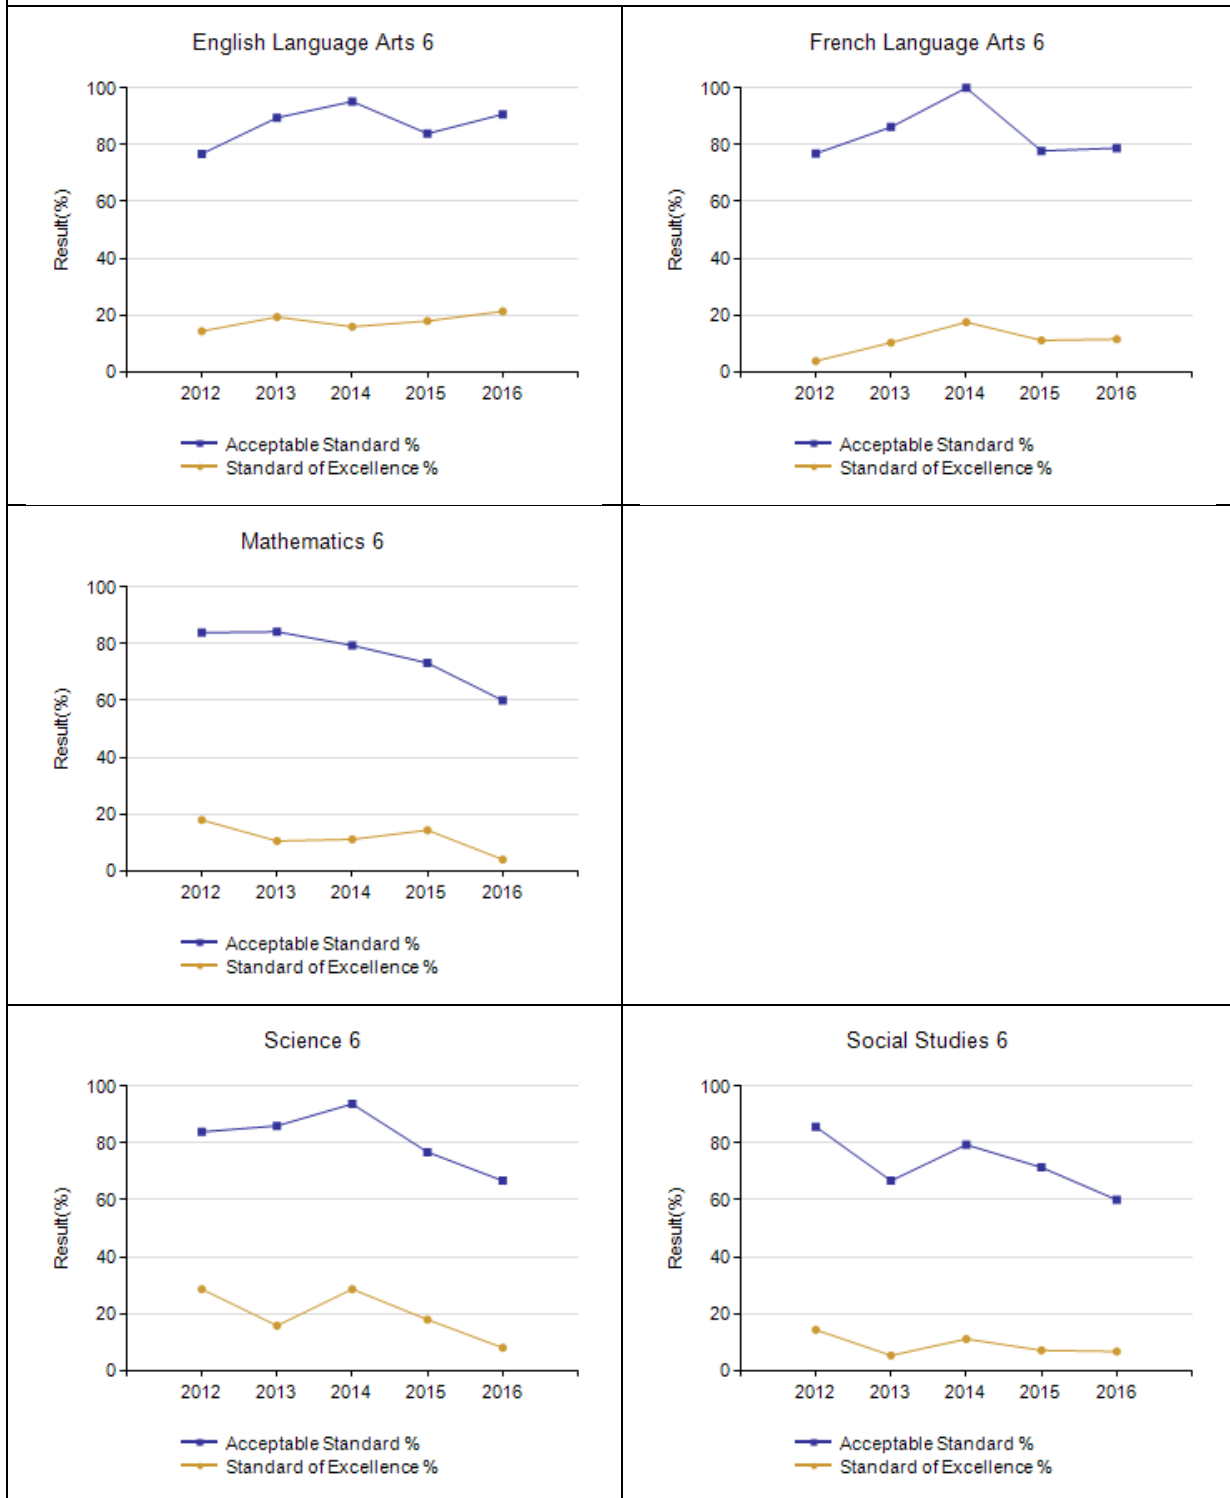 English Language Arts 6
100
80
60
40
20
0
Result(%)
2012 2013 2014 2015 2016
Acceptable Standard %
Standard of Excellence %
French Language Arts 6
100
80
60
40
20
0
Result(%)
2012 2013 2014 2015 2016
Acceptable Standard %
Standard of Excellence %
Mathematics 6
100
80
60
40
20
0
Result(%)
2012 2013 2014 2015 2016
Acceptable Standard %
Standard of Excellence %
Science 6
100
80
60
40
20
0
Result(%)
2012 2013 2014 2015 2016
Acceptable Standard %
Standard of Excellence %
Social Studies 6
100
80
60
40
20
0
Result(%)
2012 2013 2014 2015 2016
Acceptable Standard %
Standard of Excellence %